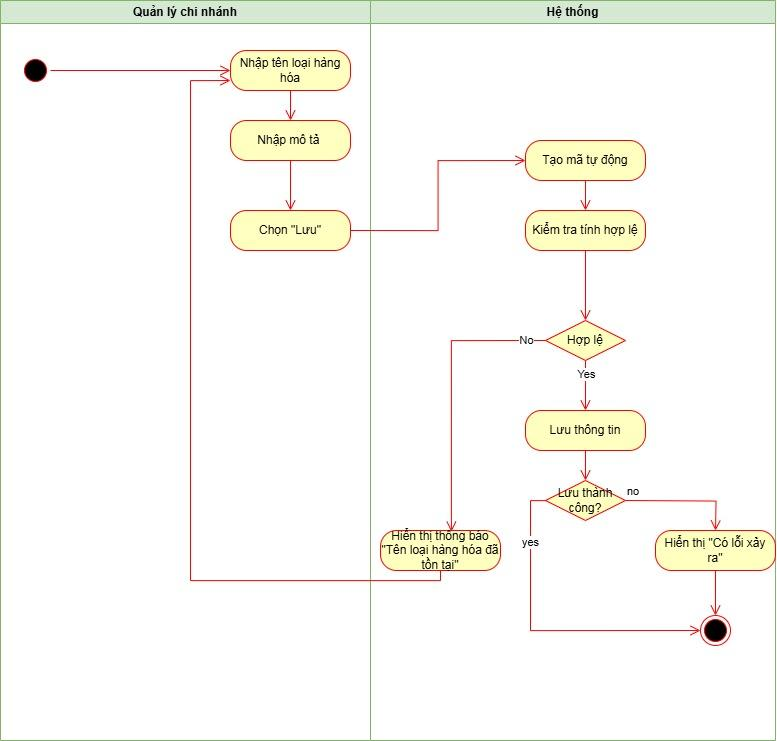 Quản lý chi nhánh
Hệ thống
Nhập tên loại hàng
hóa
Nhập mô tả
Chọn "Lưu"
Tạo mã tự động
Kiểm tra tính hợp lệ
Hợp lệ
No
Yes
Lưu thông tin
Lưu thành
công?
no
yes
Hiển thị thông báo
"Tên loại hàng hóa đã
tồn tại"
Hiển thị "Có lỗi xảy
ra"